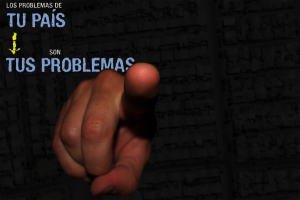 LOS PROBLEMAS DE
TU PAÍS
SON
TUS PROBLEMAS